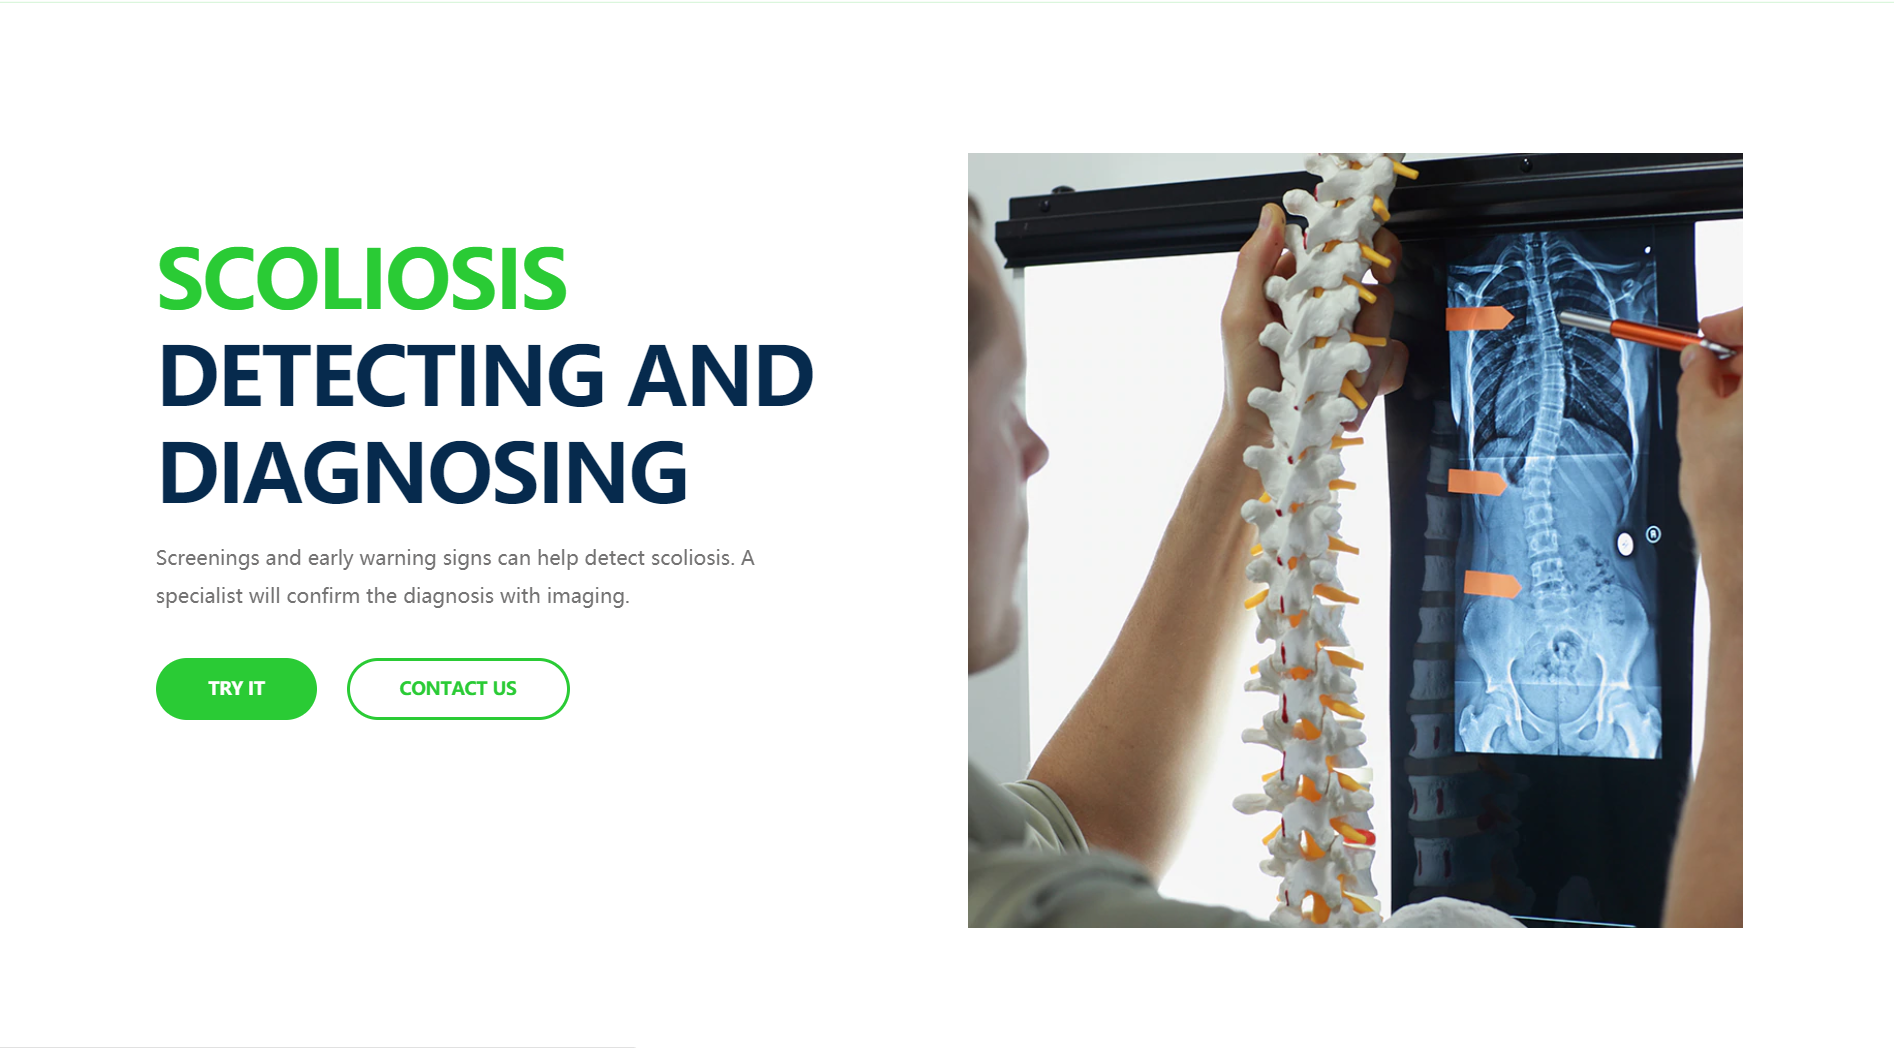 SCOLIOSIS
DETECTING AND
DIAGNOSING
Screenings and early warning signs can help detect scoliosis. A
specialist will confirm the diagnosis with imaging.
TRY IT
CONTACT US